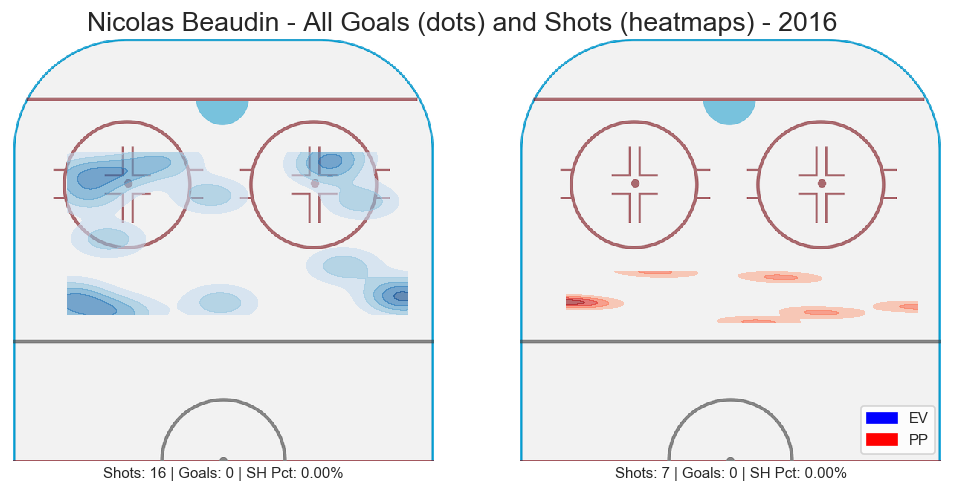 Nicolas Beaudin - All Goals (dots) and Shots (heatmaps) - 2016
EV
PP
Shots: 16 | Goals: 0 | SH Pct: 0.00%
Shots: 7 | Goals: 0 | SH Pct: 0.00%